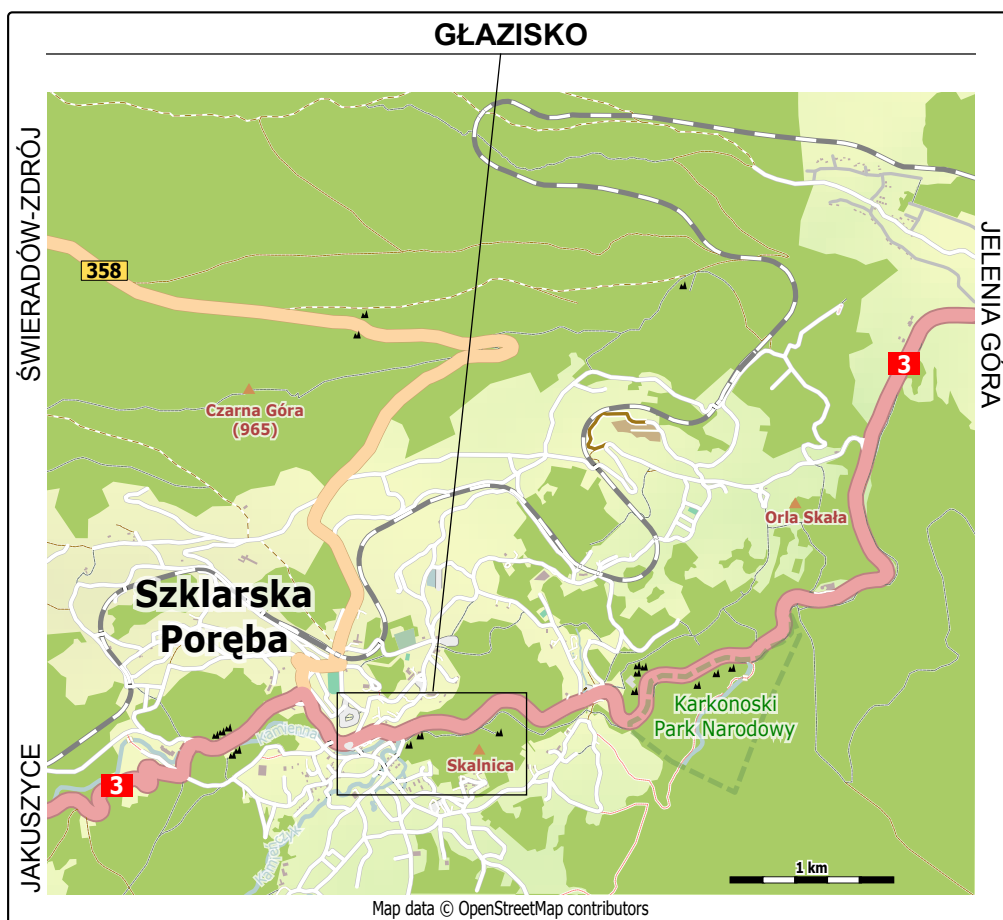 GŁAZISKO
ŚWIERADÓW-ZDRÓJ
JELENIA GÓRA
358
3
Czarna Góra
(965)
Orla Skała
Szklarska
Poręba
Karkonoski
Park Narodowy
Kamienna
Skalnica
3
JAKUSZYCE
Kamieńczyk
1 km
Map data © OpenStreetMap contributors